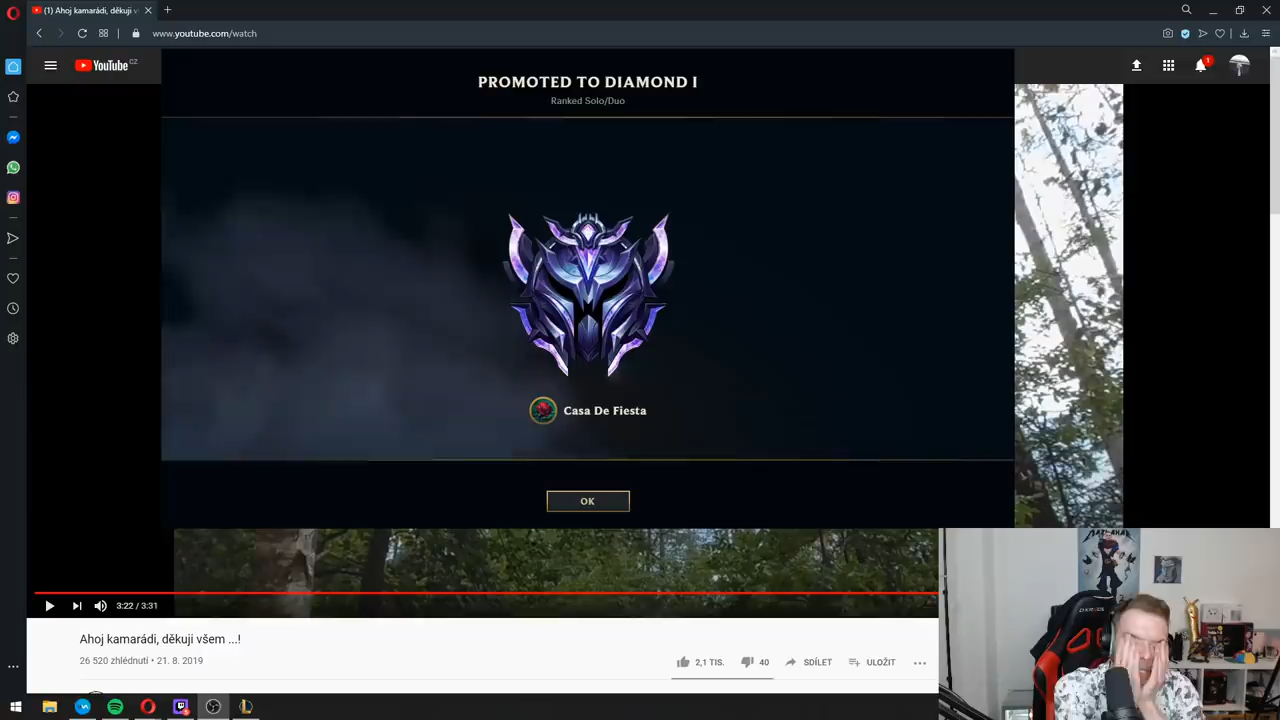 (1) Ahoj kamarádi, děkuji v
www.youtube.com/watch
YouTube CZ
1
PROMOTED TO DIAMOND I
Ranked Solo/Duo
Casa De Fiesta
OK
3:22 / 3:31
Ahoj kamarádi, děkuji všem ...!
26 520 zhlédnutí • 21. 8. 2019
2,1 TIS.
40
SDÍLET
ULOŽIT
DXRACER